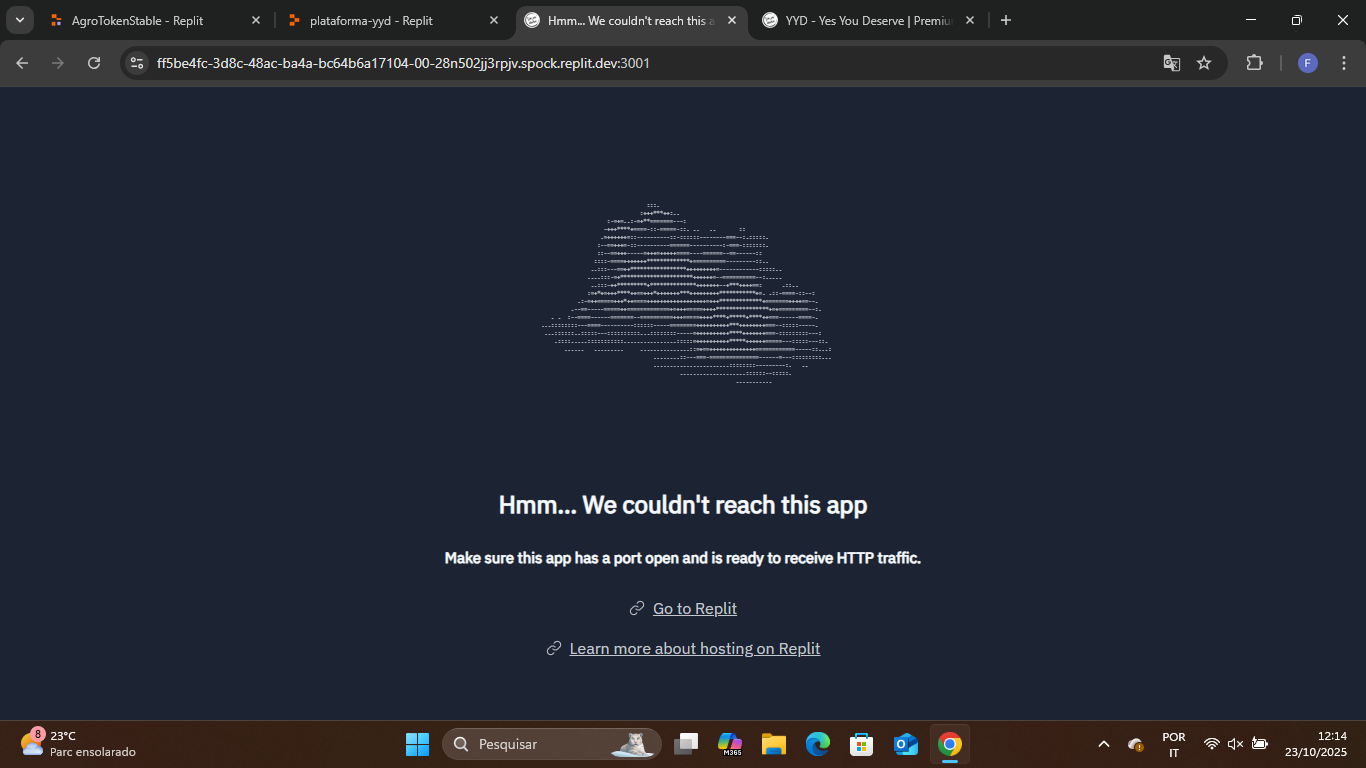 AgroTokenStable - Replit
plataforma-yyd - Replit
Hmm... We couldn't reach this a
YYD - Yes You Deserve | Premiu
ff5be4fc-3d8c-48ac-ba4a-bc64b6a17104-00-28n502jj3rpjv.spock.replit.dev:3001
F
Hmm... We couldn't reach this app
Make sure this app has a port open and is ready to receive HTTP traffic.
Go to Replit
Learn more about hosting on Replit
8
23°C
Parc ensolarado
Pesquisar
M365
POR
IT
12:14
23/10/2025